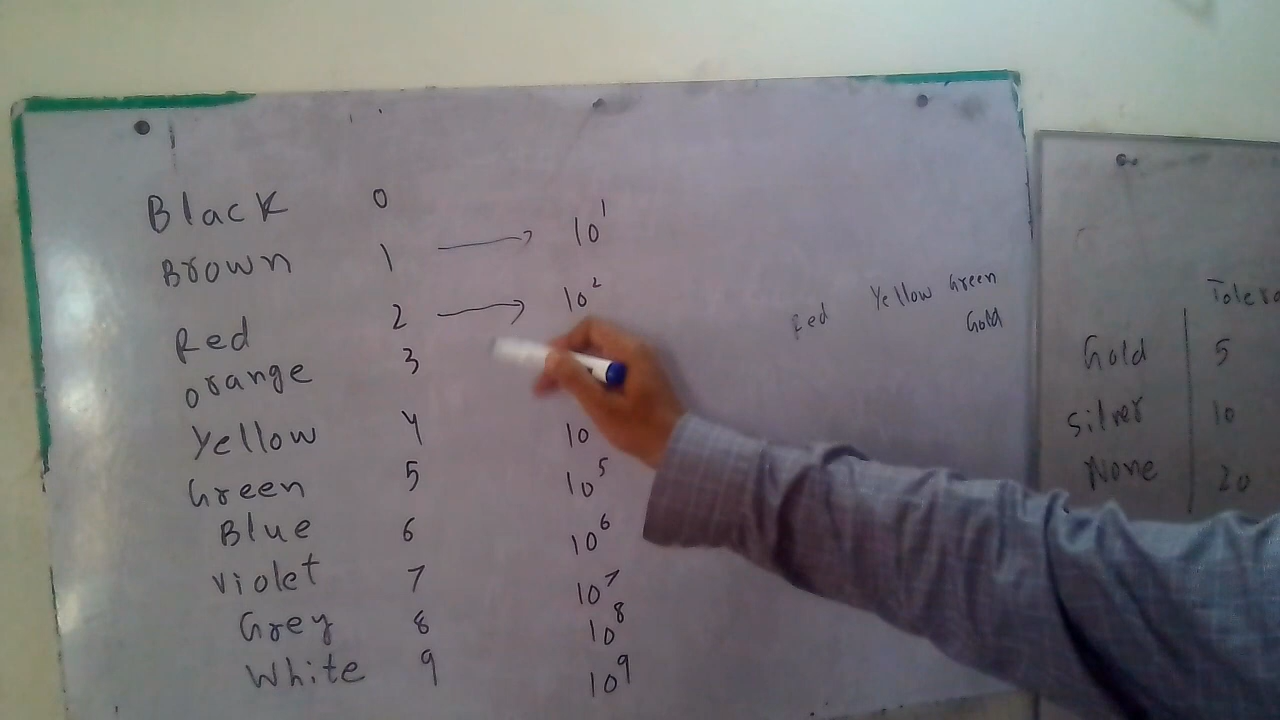 Black 0
Brown 1 → 10¹
Red 2 → 10²
orange 3
Yellow 4 10
Green 5 10⁵
Blue 6 10⁶
Violet 7 10⁷
Grey 8 10⁸
White 9 10⁹
Red Yellow Green
Gold
Gold 5
Silver 10
None 20